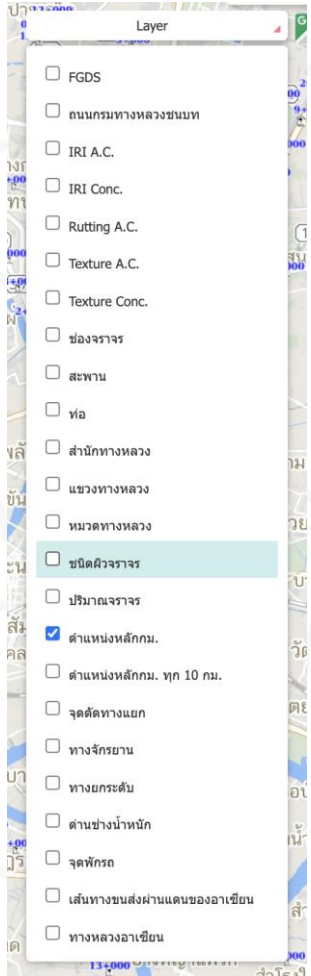 Layer
FGDS
ถนนกรมทางหลวงชนบท
IRI A.C.
IRI Conc.
Rutting A.C.
Texture A.C.
Texture Conc.
ช่องจราจร
สะพาน
ท่อ
สำนักทางหลวง
แขวงทางหลวง
หมวดทางหลวง
ชนิดผิวจราจร
ปริมาณจราจร
ตำแหน่งหลักกม.
ตำแหน่งหลักกม. ทุก 10 กม.
จุดตัดทางแยก
ทางจักรยาน
ทางยกระดับ
ด่านชั่งน้ำหนัก
จุดพักรถ
เส้นทางขนส่งผ่านแดนของอาเซียน
ทางหลวงอาเซียน
13+000